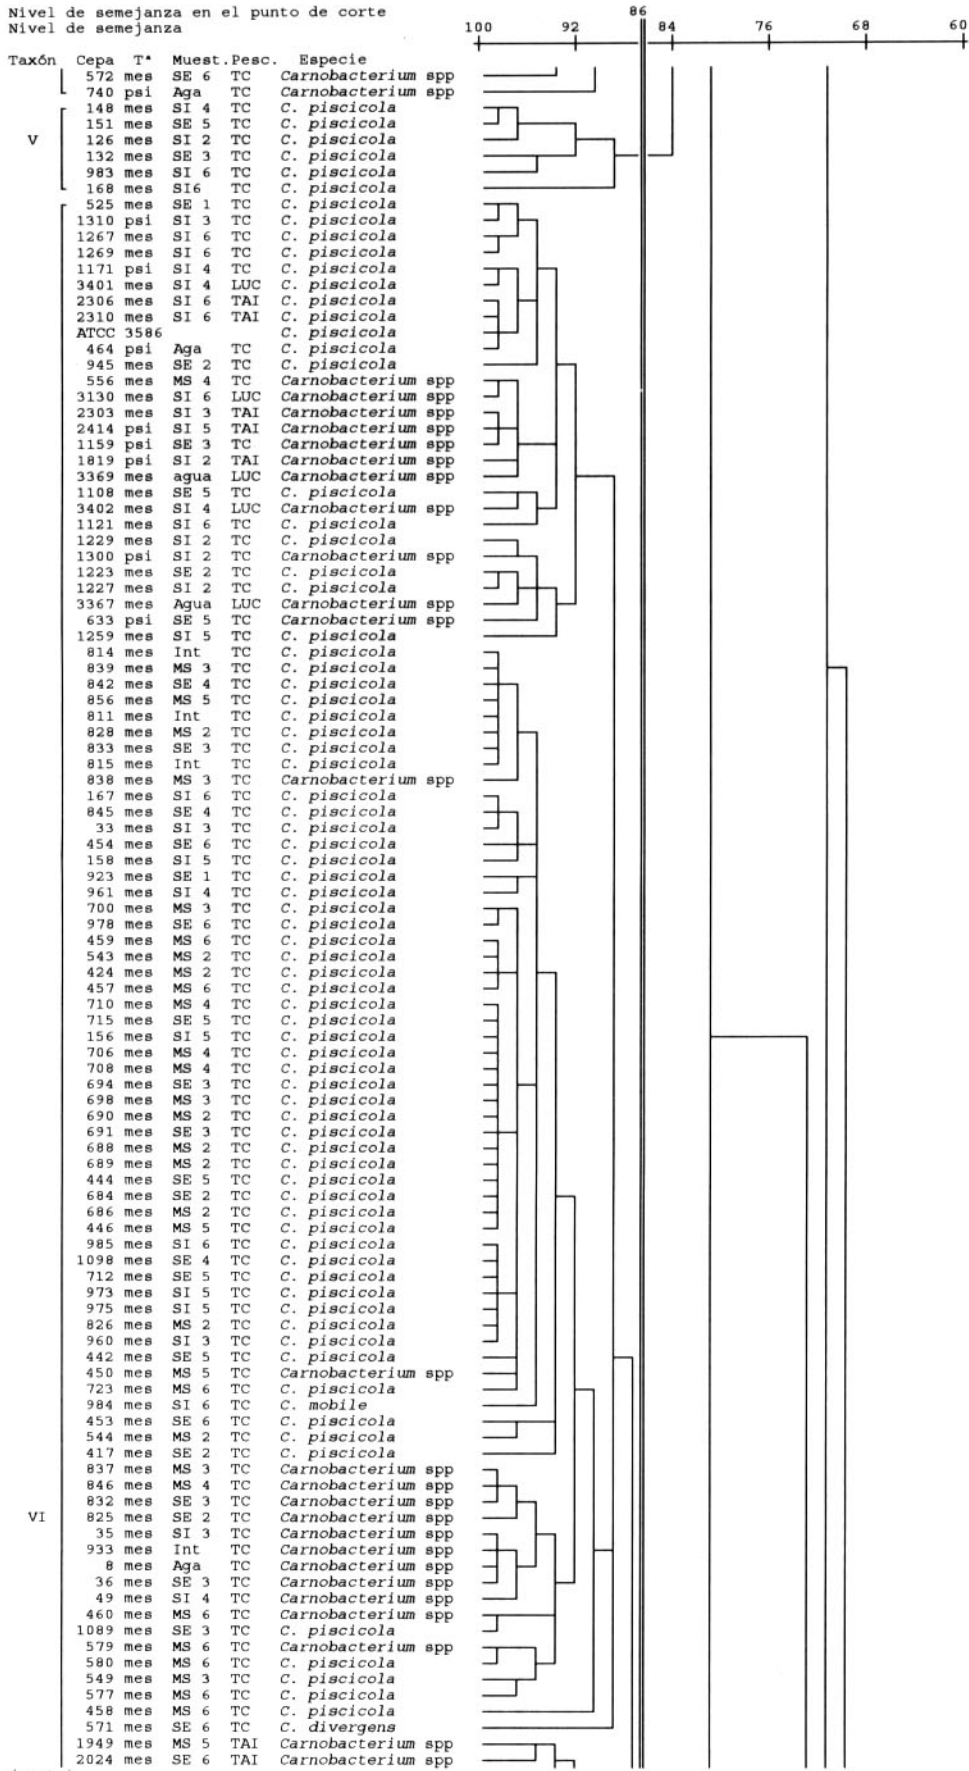 Nivel de semejanza en el punto de corte 86
Nivel de semejanza 100 92 84 76 68 60
Taxón Cepa Tª Muest. Pesc. Especie
572 mes SE 6 TC Carnobacterium spp
740 psi Aga TC Carnobacterium spp
148 mes SI 4 TC C. piscicola
151 mes SE 5 TC C. piscicola
V 126 mes SI 2 TC C. piscicola
132 mes SE 3 TC C. piscicola
983 mes SI 6 TC C. piscicola
168 mes SI6 TC C. piscicola
525 mes SE 1 TC C. piscicola
1310 psi SI 3 TC C. piscicola
1267 mes SI 6 TC C. piscicola
1269 mes SI 6 TC C. piscicola
1171 psi SI 4 TC C. piscicola
3401 mes SI 4 LUC C. piscicola
2306 mes SI 6 TAI C. piscicola
2310 mes SI 6 TAI C. piscicola
ATCC 3586 C. piscicola
464 psi Aga TC C. piscicola
945 mes SE 2 TC C. piscicola
556 mes MS 4 TC Carnobacterium spp
3130 mes SI 6 LUC Carnobacterium spp
2303 mes SI 3 TAI Carnobacterium spp
2414 psi SI 5 TAI Carnobacterium spp
1159 psi SE 3 TC Carnobacterium spp
1819 psi SI 2 TAI Carnobacterium spp
3369 mes agua LUC Carnobacterium spp
1108 mes SE 5 TC C. piscicola
3402 mes SI 4 LUC Carnobacterium spp
1121 mes SI 6 TC C. piscicola
1229 mes SI 2 TC C. piscicola
1300 psi SI 2 TC Carnobacterium spp
1223 mes SE 2 TC C. piscicola
1227 mes SI 2 TC C. piscicola
3367 mes Agua LUC Carnobacterium spp
633 psi SE 5 TC Carnobacterium spp
1259 mes SI 5 TC C. piscicola
814 mes Int TC C. piscicola
839 mes MS 3 TC C. piscicola
842 mes SE 4 TC C. piscicola
856 mes MS 5 TC C. piscicola
811 mes Int TC C. piscicola
828 mes MS 2 TC C. piscicola
833 mes SE 3 TC C. piscicola
815 mes Int TC C. piscicola
838 mes MS 3 TC Carnobacterium spp
167 mes SI 6 TC C. piscicola
845 mes SE 4 TC C. piscicola
33 mes SI 3 TC C. piscicola
454 mes SE 6 TC C. piscicola
158 mes SI 5 TC C. piscicola
923 mes SE 1 TC C. piscicola
961 mes SI 4 TC C. piscicola
700 mes MS 3 TC C. piscicola
978 mes SE 6 TC C. piscicola
459 mes MS 6 TC C. piscicola
543 mes MS 2 TC C. piscicola
424 mes MS 2 TC C. piscicola
457 mes MS 6 TC C. piscicola
710 mes MS 4 TC C. piscicola
715 mes SE 5 TC C. piscicola
156 mes SI 5 TC C. piscicola
706 mes MS 4 TC C. piscicola
708 mes MS 4 TC C. piscicola
694 mes SE 3 TC C. piscicola
698 mes MS 3 TC C. piscicola
690 mes MS 2 TC C. piscicola
691 mes SE 3 TC C. piscicola
688 mes MS 2 TC C. piscicola
689 mes MS 2 TC C. piscicola
444 mes SE 5 TC C. piscicola
684 mes SE 2 TC C. piscicola
686 mes MS 2 TC C. piscicola
446 mes MS 5 TC C. piscicola
985 mes SI 6 TC C. piscicola
1098 mes SE 4 TC C. piscicola
712 mes SE 5 TC C. piscicola
973 mes SI 5 TC C. piscicola
975 mes SI 5 TC C. piscicola
826 mes MS 2 TC C. piscicola
960 mes SI 3 TC C. piscicola
442 mes SE 5 TC C. piscicola
450 mes MS 5 TC Carnobacterium spp
723 mes MS 6 TC C. piscicola
984 mes SI 6 TC C. mobile
453 mes SE 6 TC C. piscicola
544 mes MS 2 TC C. piscicola
417 mes SE 2 TC C. piscicola
837 mes MS 3 TC Carnobacterium spp
846 mes MS 4 TC Carnobacterium spp
832 mes SE 3 TC Carnobacterium spp
VI 825 mes SE 2 TC Carnobacterium spp
35 mes SI 3 TC Carnobacterium spp
933 mes Int TC Carnobacterium spp
8 mes Aga TC Carnobacterium spp
36 mes SE 3 TC Carnobacterium spp
49 mes SI 4 TC Carnobacterium spp
460 mes MS 6 TC Carnobacterium spp
1089 mes SE 3 TC C. piscicola
579 mes MS 6 TC Carnobacterium spp
580 mes MS 6 TC C. piscicola
549 mes MS 3 TC C. piscicola
577 mes MS 6 TC C. piscicola
458 mes MS 6 TC C. piscicola
571 mes SE 6 TC C. divergens
1949 mes MS 5 TAI Carnobacterium spp
2024 mes SE 6 TAI Carnobacterium spp